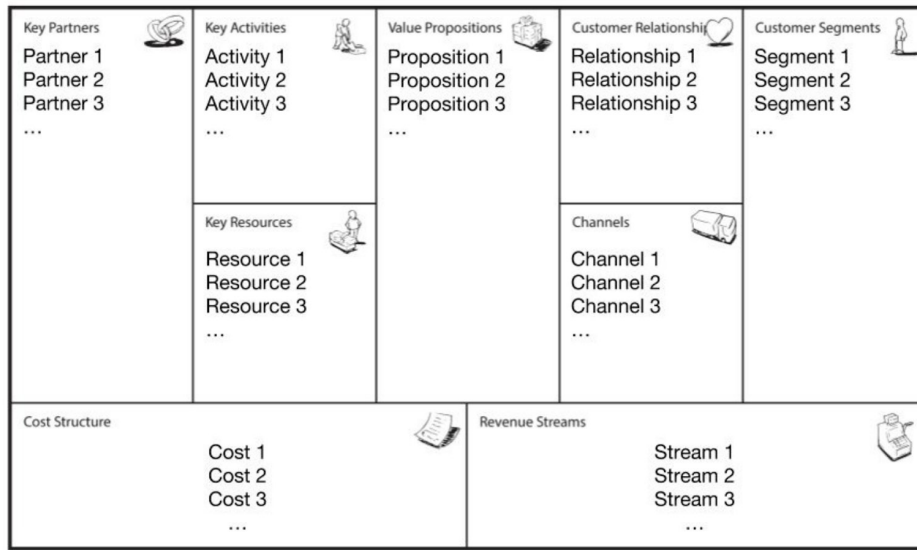 Key Partners
Partner 1
Partner 2
Partner 3
...
Key Activities
Activity 1
Activity 2
Activity 3
...
Key Resources
Resource 1
Resource 2
Resource 3
...
Value Propositions
Proposition 1
Proposition 2
Proposition 3
...
Customer Relationship
Relationship 1
Relationship 2
Relationship 3
...
Channels
Channel 1
Channel 2
Channel 3
...
Customer Segments
Segment 1
Segment 2
Segment 3
...
Cost Structure
Cost 1
Cost 2
Cost 3
...
Revenue Streams
Stream 1
Stream 2
Stream 3
...